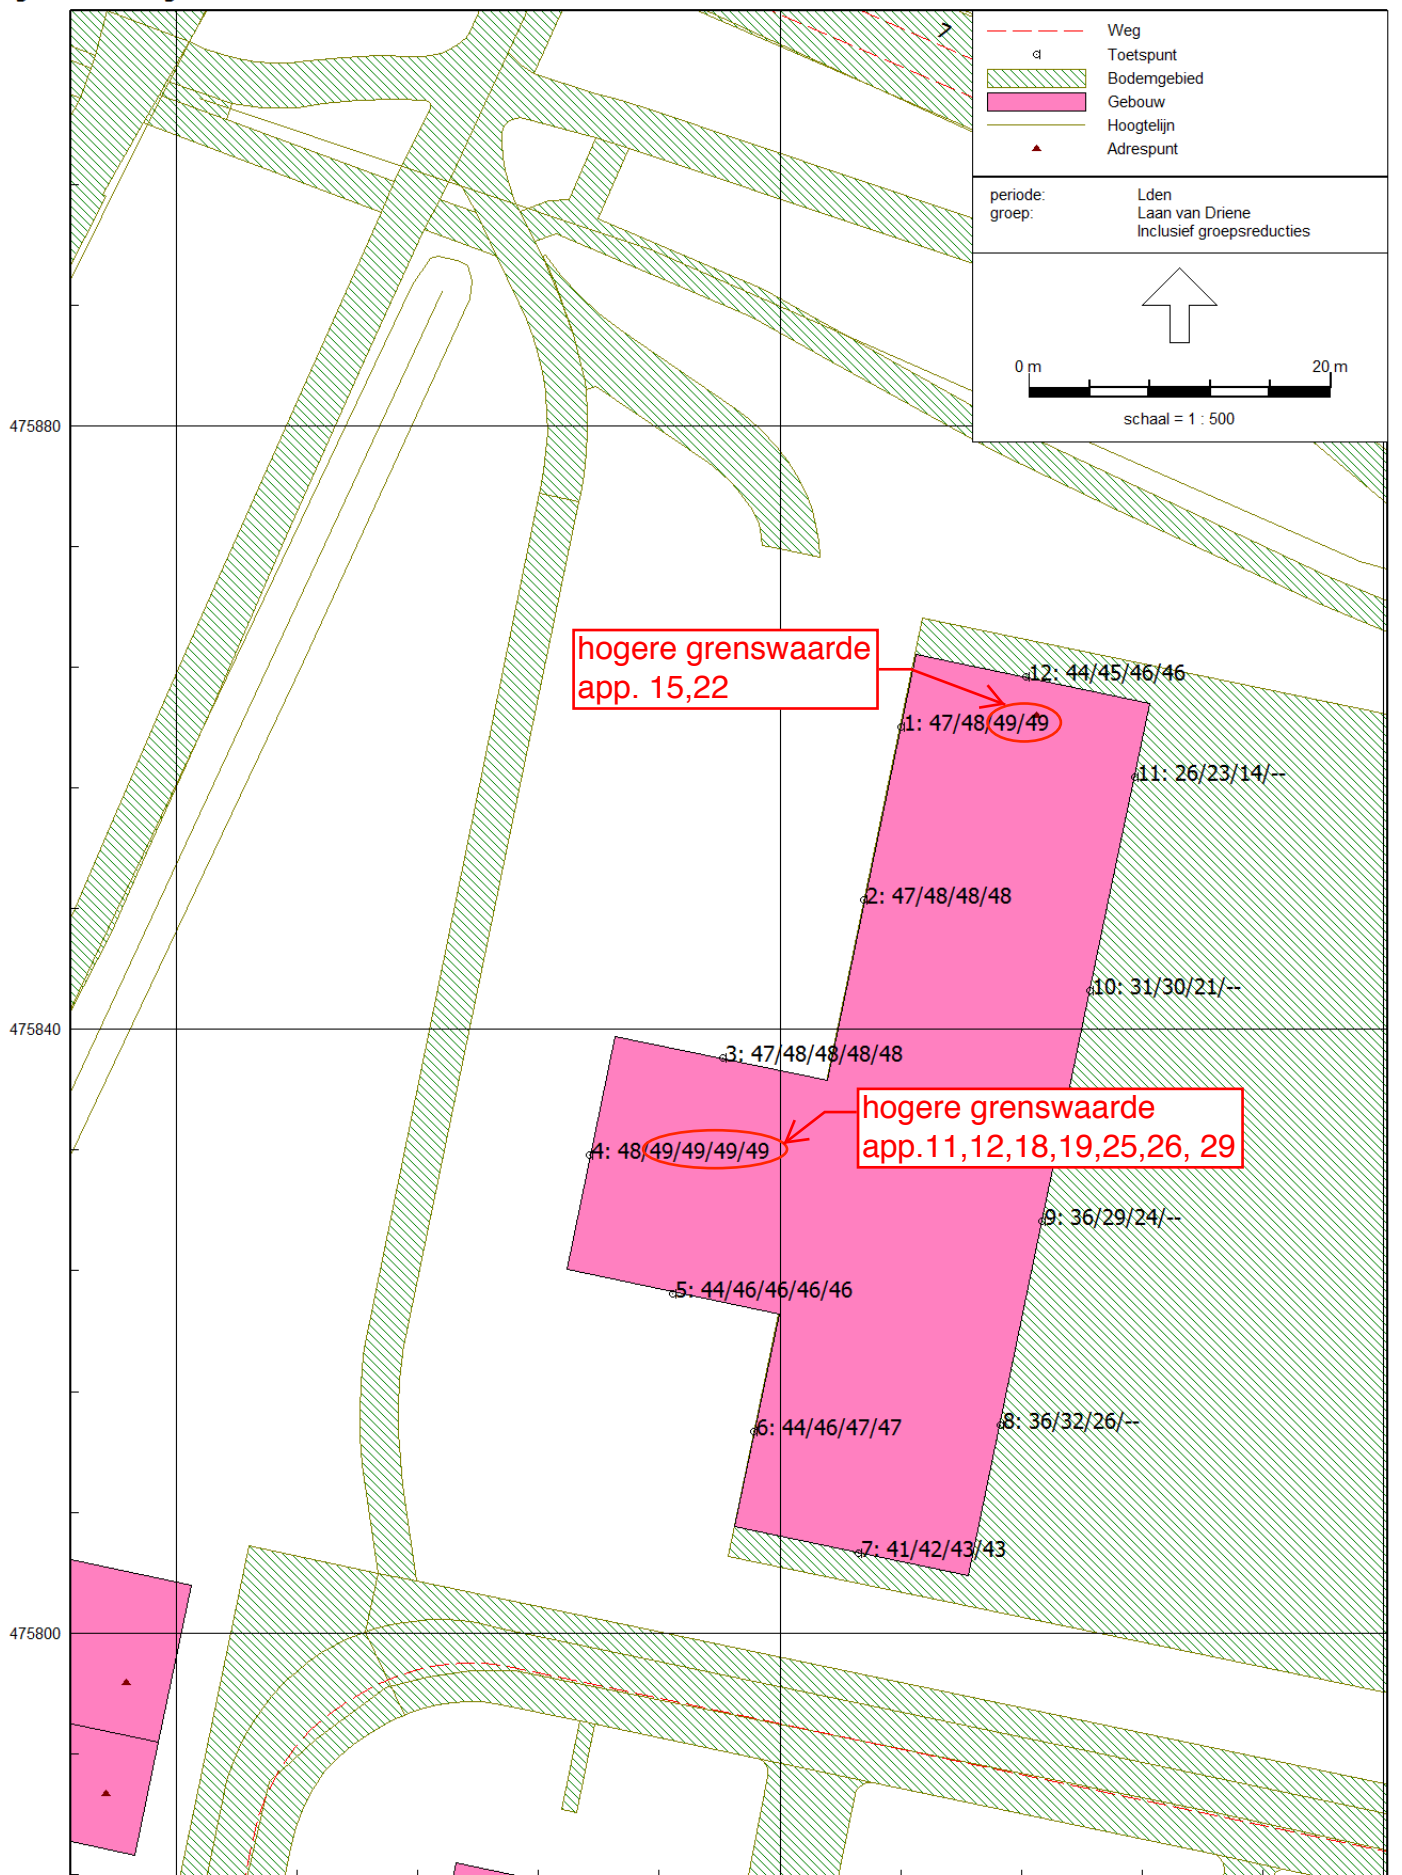 Weg
Toetspunt
Bodemgebied
Gebouw
Hoogtelijn
Adrespunt
periode: Lden
groep: Laan van Driene
Inclusief groepsreducties
0 m 20 m
schaal = 1 : 500
475880
hogere grenswaarde
app. 15,22
12: 44/45/46/46
1: 47/48/49/49
11: 26/23/14/--
2: 47/48/48/48
10: 31/30/21/--
475840
3: 47/48/48/48/48
hogere grenswaarde
app.11,12,18,19,25,26, 29
4: 48/49/49/49/49
9: 36/29/24/--
5: 44/46/46/46/46
8: 36/32/26/--
6: 44/46/47/47
7: 41/42/43/43
475800